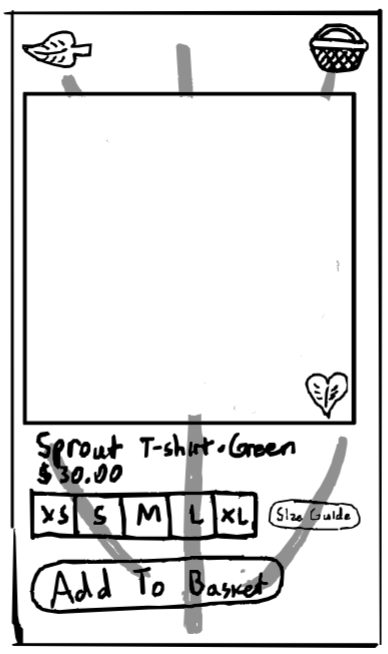 Sprout T-shirt.Green
$30.00
XS S M L XL
Size Guide
Add To Basket